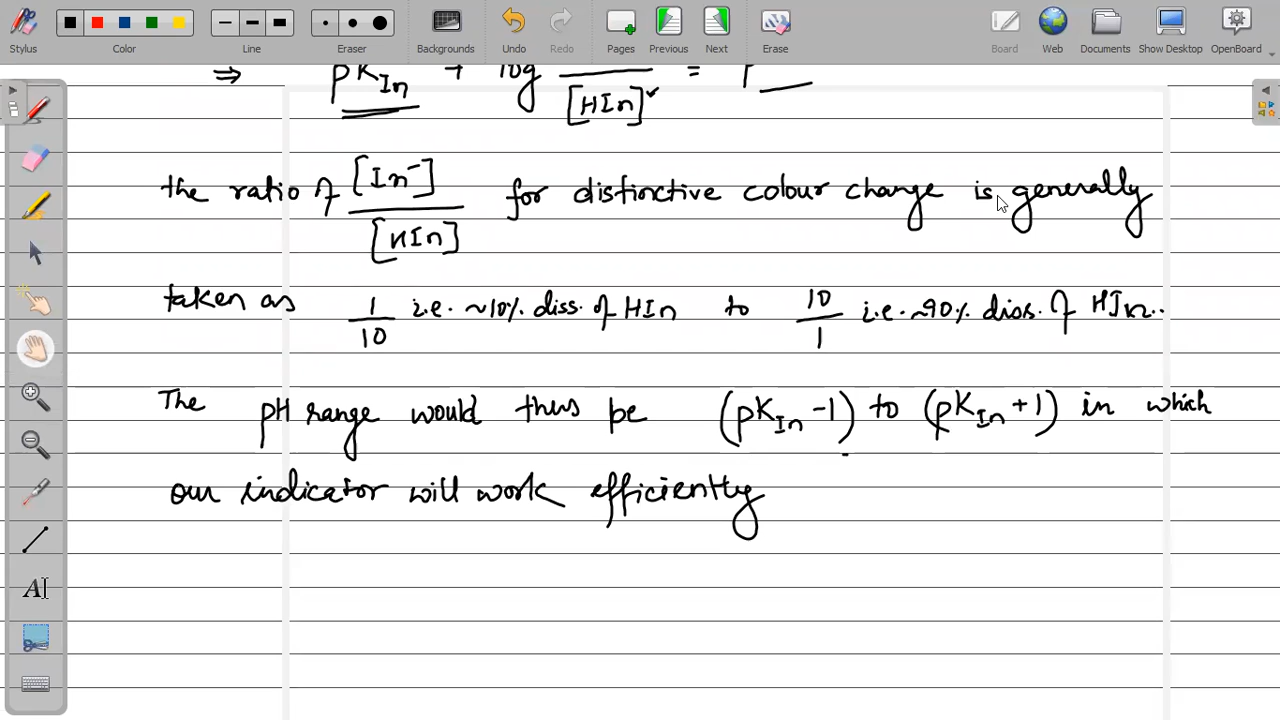 Stylus Color Line Eraser Backgrounds Undo Redo Pages Previous Next Erase Board Web Documents Show Desktop OpenBoard
⇒ pK_In + log [HIn] =
the ratio of [In⁻]/[HIn] for distinctive colour change is generally
taken as 1/10 i.e. ~10% diss. of HIn to 10/1 i.e. ~90% diss. of HIn.
The pH range would thus be (pK_In -1) to (pK_In +1) in which
our indicator will work efficiently